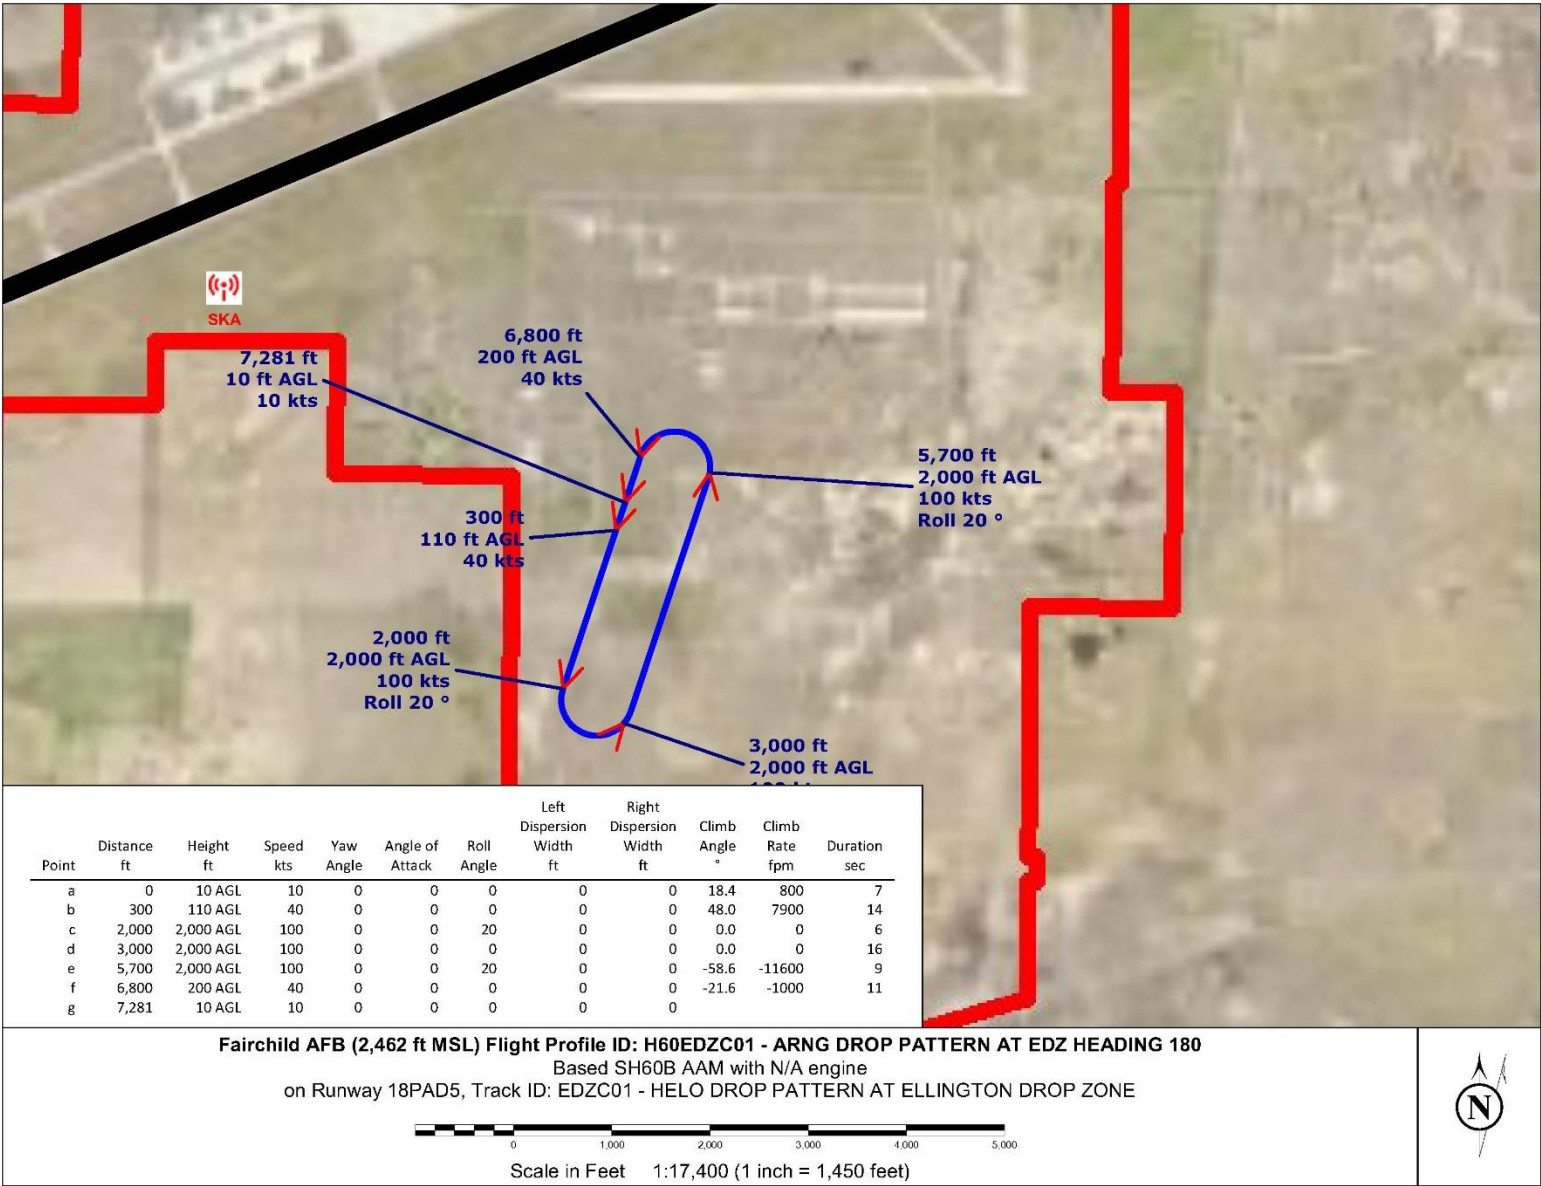 SKA
6,800 ft
200 ft AGL
40 kts
7,281 ft
10 ft AGL
10 kts
5,700 ft
2,000 ft AGL
100 kts
Roll 20 °
300 ft
110 ft AGL
40 kts
2,000 ft
2,000 ft AGL
100 kts
Roll 20 °
3,000 ft
2,000 ft AGL
Left Right
Dispersion Dispersion Climb Climb
Distance Height Speed Yaw Angle of Roll Width Width Angle Rate Duration
Point ft ft kts Angle Attack Angle ft ft ° fpm sec
a 0 10 AGL 10 0 0 0 0 0 18.4 800 7
b 300 110 AGL 40 0 0 0 0 0 48.0 7900 14
c 2,000 2,000 AGL 100 0 0 20 0 0 0.0 0 6
d 3,000 2,000 AGL 100 0 0 0 0 0 0.0 0 16
e 5,700 2,000 AGL 100 0 0 20 0 0 -58.6 -11600 9
f 6,800 200 AGL 40 0 0 0 0 0 -21.6 -1000 11
g 7,281 10 AGL 10 0 0 0 0 0
Fairchild AFB (2,462 ft MSL) Flight Profile ID: H60EDZC01 - ARNG DROP PATTERN AT EDZ HEADING 180
Based SH60B AAM with N/A engine
on Runway 18PAD5, Track ID: EDZC01 - HELO DROP PATTERN AT ELLINGTON DROP ZONE
N
0 1,000 2,000 3,000 4,000 5,000
Scale in Feet 1:17,400 (1 inch = 1,450 feet)